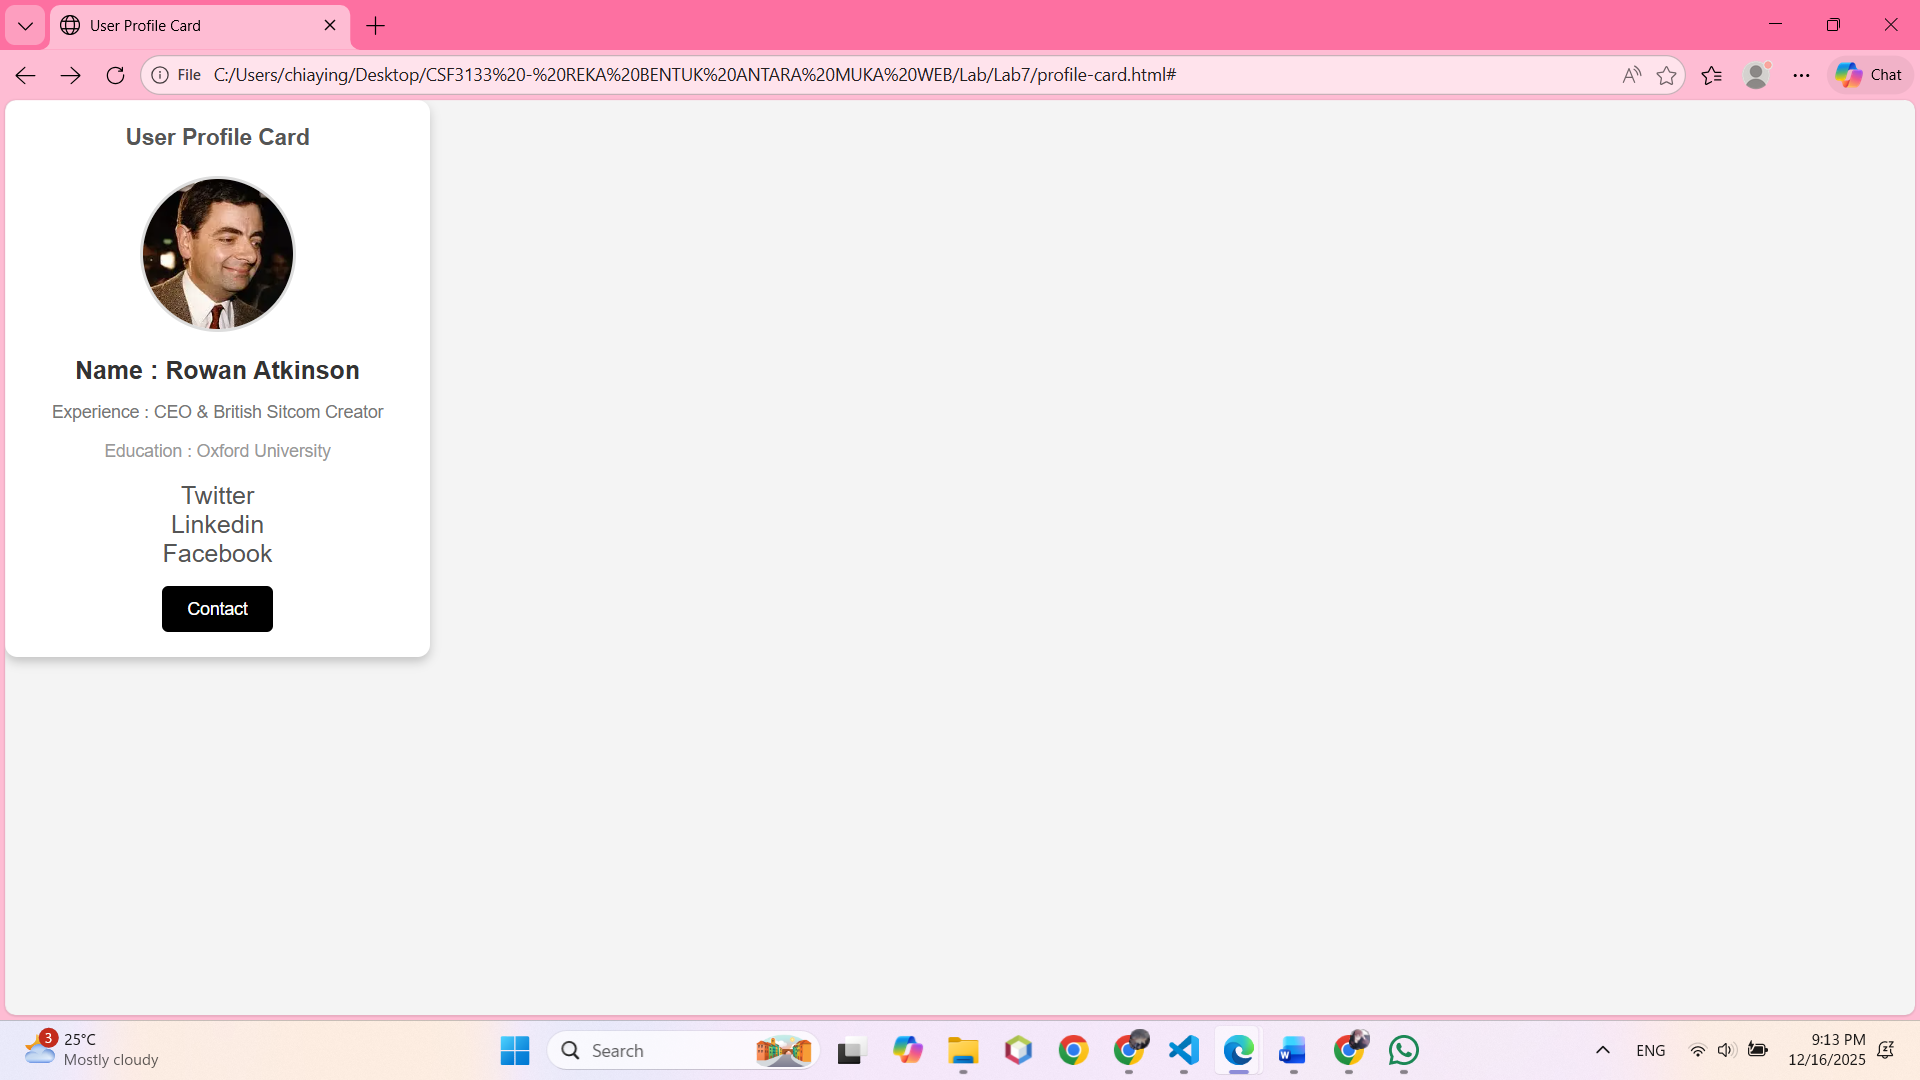 User Profile Card
File C:/Users/chiaying/Desktop/CSF3133%20-%20REKA%20BENTUK%20ANTARA%20MUKA%20WEB/Lab/Lab7/profile-card.html#
Chat
User Profile Card
Name : Rowan Atkinson
Experience : CEO & British Sitcom Creator
Education : Oxford University
Twitter
Linkedin
Facebook
Contact
3
25°C
Mostly cloudy
Search
W
ENG
9:13 PM
12/16/2025